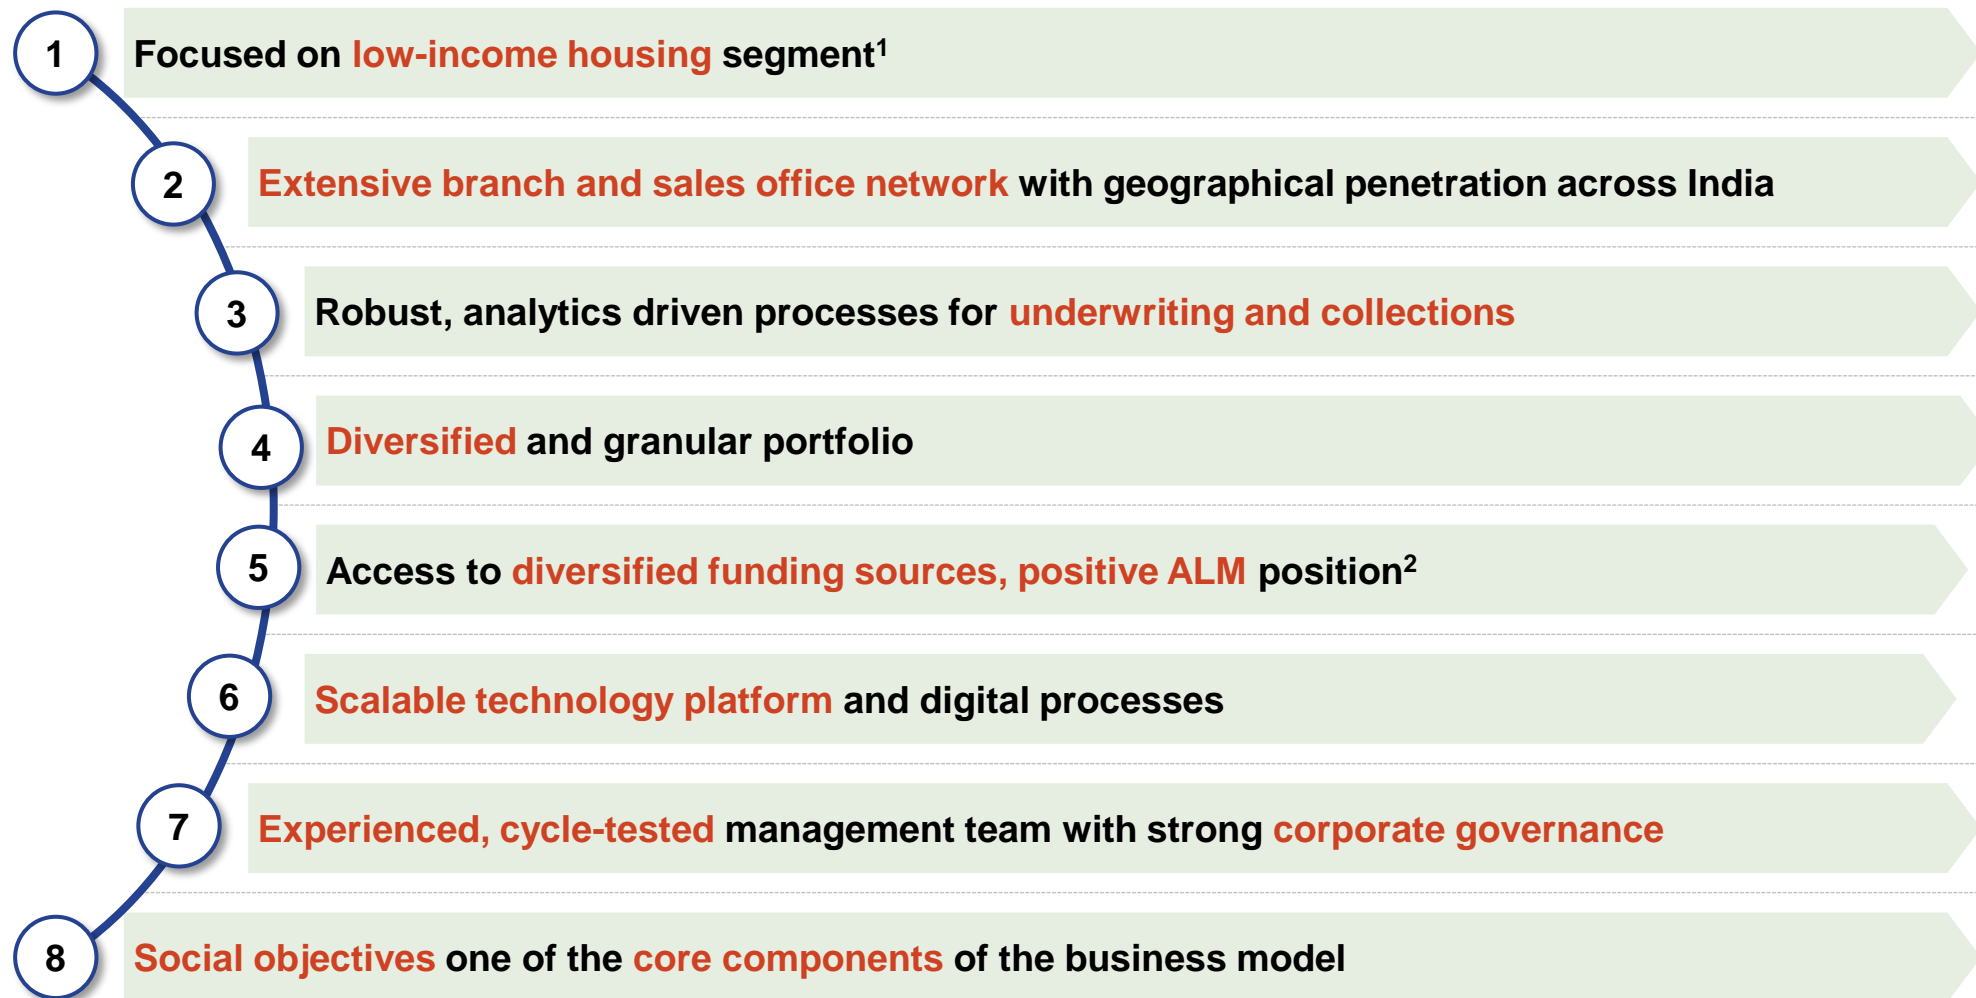 1
Focused on low-income housing segment¹
2
Extensive branch and sales office network with geographical penetration across India
3
Robust, analytics driven processes for underwriting and collections
4
Diversified and granular portfolio
5
Access to diversified funding sources, positive ALM position²
6
Scalable technology platform and digital processes
7
Experienced, cycle-tested management team with strong corporate governance
8
Social objectives one of the core components of the business model